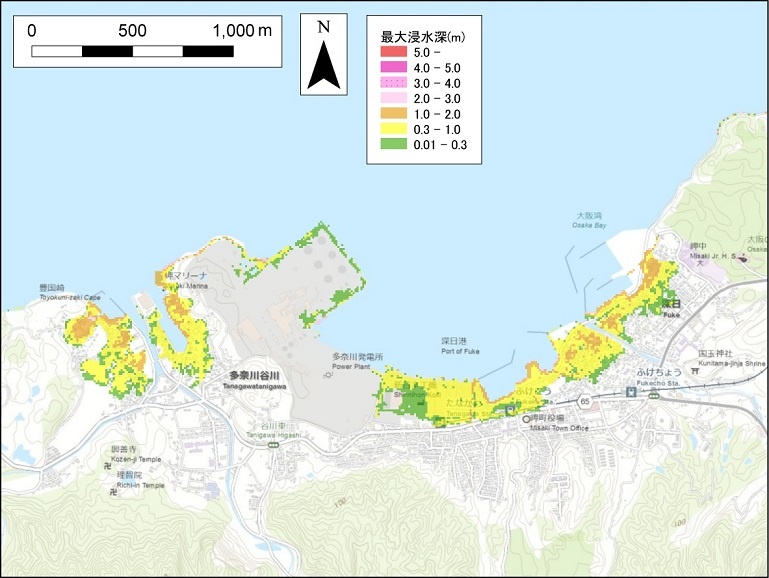 0 500 1,000 m
N
最大浸水深(m)
5.0 -
4.0 - 5.0
3.0 - 4.0
2.0 - 3.0
1.0 - 2.0
0.3 - 1.0
0.01 - 0.3
大阪湾
Osaka Bay
岬中
Misaki Jr. H. S.
豊国崎
Toyokuni-zaki Cape
岬マリーナ
Marina
深日
Fuke
深日港
Port of Fuke
多奈川発電所
Power Plant
多奈川谷川
Tanagawatanigawa
国玉神社
Kunitama-jinja Shrine
ふけちょう
Fukecho Sta.
65
岬町役場
Misaki Town Office
谷川東
Tanigawa Higashi
興善寺
Kozen-ji Temple
理智院
Richi-in Temple
100
100